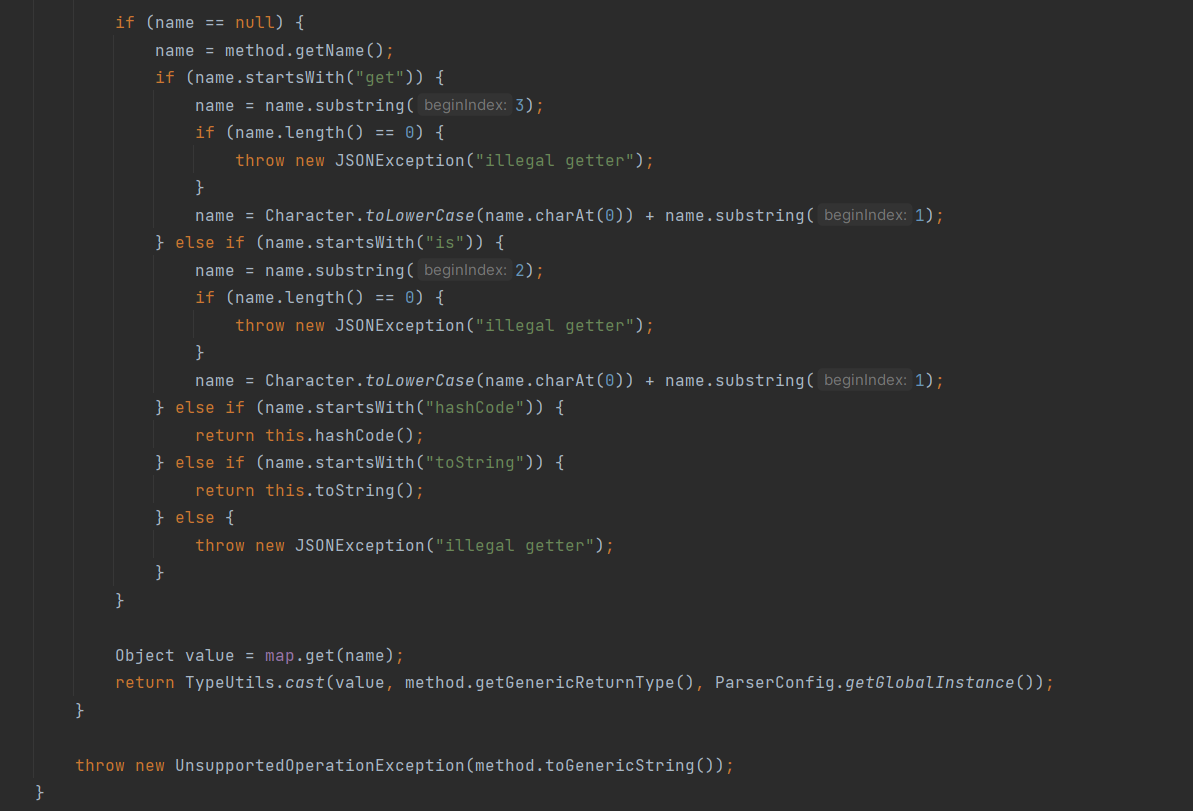 if (name == null) {
name = method.getName();
if (name.startsWith("get")) {
name = name.substring( beginIndex: 3);
if (name.length() == 0) {
throw new JSONException("illegal getter");
}
name = Character.toLowerCase(name.charAt(0)) + name.substring( beginIndex: 1);
} else if (name.startsWith("is")) {
name = name.substring( beginIndex: 2);
if (name.length() == 0) {
throw new JSONException("illegal getter");
}
name = Character.toLowerCase(name.charAt(0)) + name.substring( beginIndex: 1);
} else if (name.startsWith("hashCode")) {
return this.hashCode();
} else if (name.startsWith("toString")) {
return this.toString();
} else {
throw new JSONException("illegal getter");
}
}
Object value = map.get(name);
return TypeUtils.cast(value, method.getGenericReturnType(), ParserConfig.getGlobalInstance());
}
throw new UnsupportedOperationException(method.toGenericString());
}